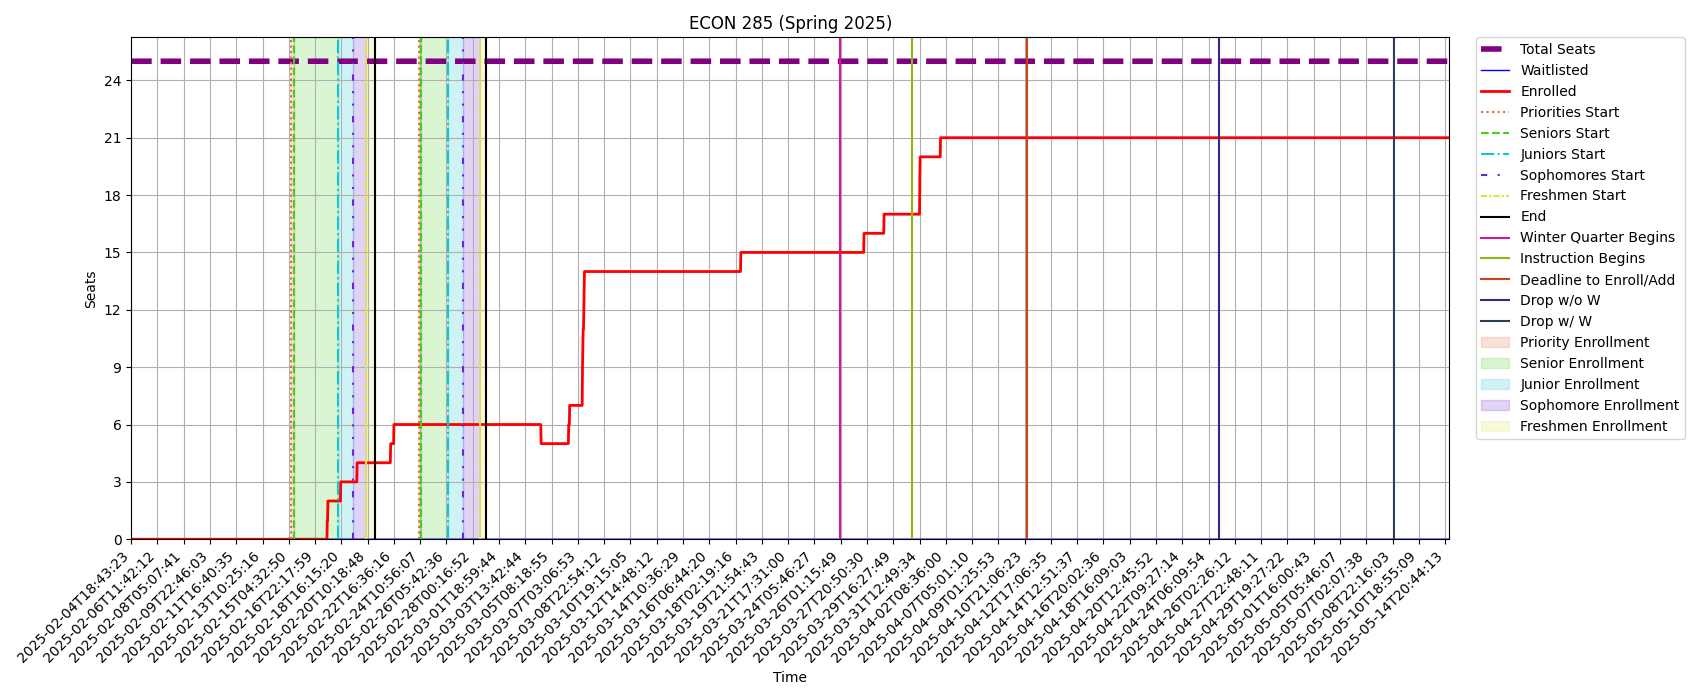 ECON 285 (Spring 2025)
Seats
24
21
18
15
12
9
6
3
0
2025-02-04T18:43:23
2025-02-06T11:42:12
2025-02-08T05:07:41
2025-02-09T22:46:03
2025-02-11T16:40:35
2025-02-13T10:25:16
2025-02-15T04:32:50
2025-02-16T22:17:59
2025-02-18T16:15:20
2025-02-20T10:18:48
2025-02-22T16:36:16
2025-02-24T10:56:07
2025-02-26T05:42:36
2025-02-28T00:16:52
2025-03-01T18:59:44
2025-03-03T13:42:44
2025-03-05T08:18:55
2025-03-07T03:06:53
2025-03-08T22:54:12
2025-03-10T19:15:05
2025-03-12T14:48:12
2025-03-14T10:36:29
2025-03-16T06:44:20
2025-03-18T02:19:16
2025-03-19T21:54:43
2025-03-21T17:31:00
2025-03-24T05:46:27
2025-03-26T01:15:49
2025-03-27T20:50:30
2025-03-29T16:27:49
2025-03-31T12:49:34
2025-04-02T08:36:00
2025-04-07T05:01:10
2025-04-09T01:25:53
2025-04-10T21:06:23
2025-04-12T17:06:35
2025-04-14T12:51:37
2025-04-16T20:02:36
2025-04-18T16:09:03
2025-04-20T12:45:52
2025-04-22T09:27:14
2025-04-24T06:09:54
2025-04-26T02:26:12
2025-04-27T22:48:11
2025-04-29T19:27:22
2025-05-01T16:00:43
2025-05-05T05:46:07
2025-05-07T02:07:38
2025-05-08T22:16:03
2025-05-10T18:55:09
2025-05-14T20:44:13
Time
Total Seats
Waitlisted
Enrolled
Priorities Start
Seniors Start
Juniors Start
Sophomores Start
Freshmen Start
End
Winter Quarter Begins
Instruction Begins
Deadline to Enroll/Add
Drop w/o W
Drop w/ W
Priority Enrollment
Senior Enrollment
Junior Enrollment
Sophomore Enrollment
Freshmen Enrollment